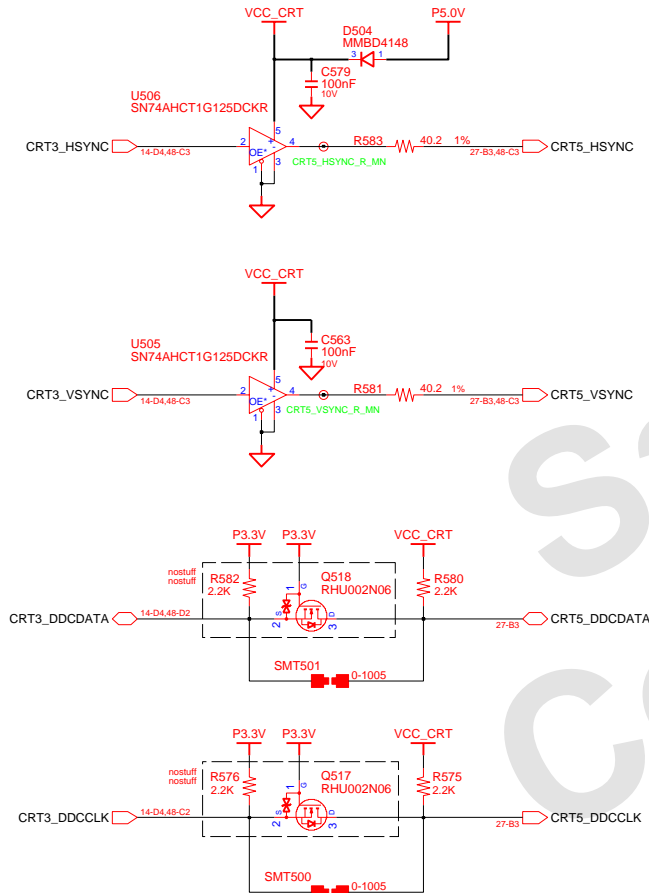 VCC_CRT
D504
MMBD4148
P5.0V
3
1
C579
100nF
10V
U506
SN74AHCT1G125DCKR
5
CRT3_HSYNC
14-D4,48-C3
2
+
-
4
OE*
1
3
CRT5_HSYNC_R_MN
R583
40.2
1%
27-B3,48-C3
CRT5_HSYNC
VCC_CRT
C563
100nF
10V
U505
SN74AHCT1G125DCKR
5
CRT3_VSYNC
14-D4,48-C3
2
+
-
4
OE*
1
3
CRT5_VSYNC_R_MN
R581
40.2
1%
27-B3,48-C3
CRT5_VSYNC
P3.3V
P3.3V
VCC_CRT
nostuff
nostuff
R582
2.2K
Q518
RHU002N06
R580
2.2K
1
G
CRT3_DDCDATA
14-D4,48-D2
2
S
3
D
27-B3
CRT5_DDCDATA
SMT501
0-1005
P3.3V
P3.3V
VCC_CRT
nostuff
nostuff
R576
2.2K
Q517
RHU002N06
R575
2.2K
1
G
CRT3_DDCCLK
14-D4,48-C2
2
S
3
D
27-B3
CRT5_DDCCLK
SMT500
0-1005